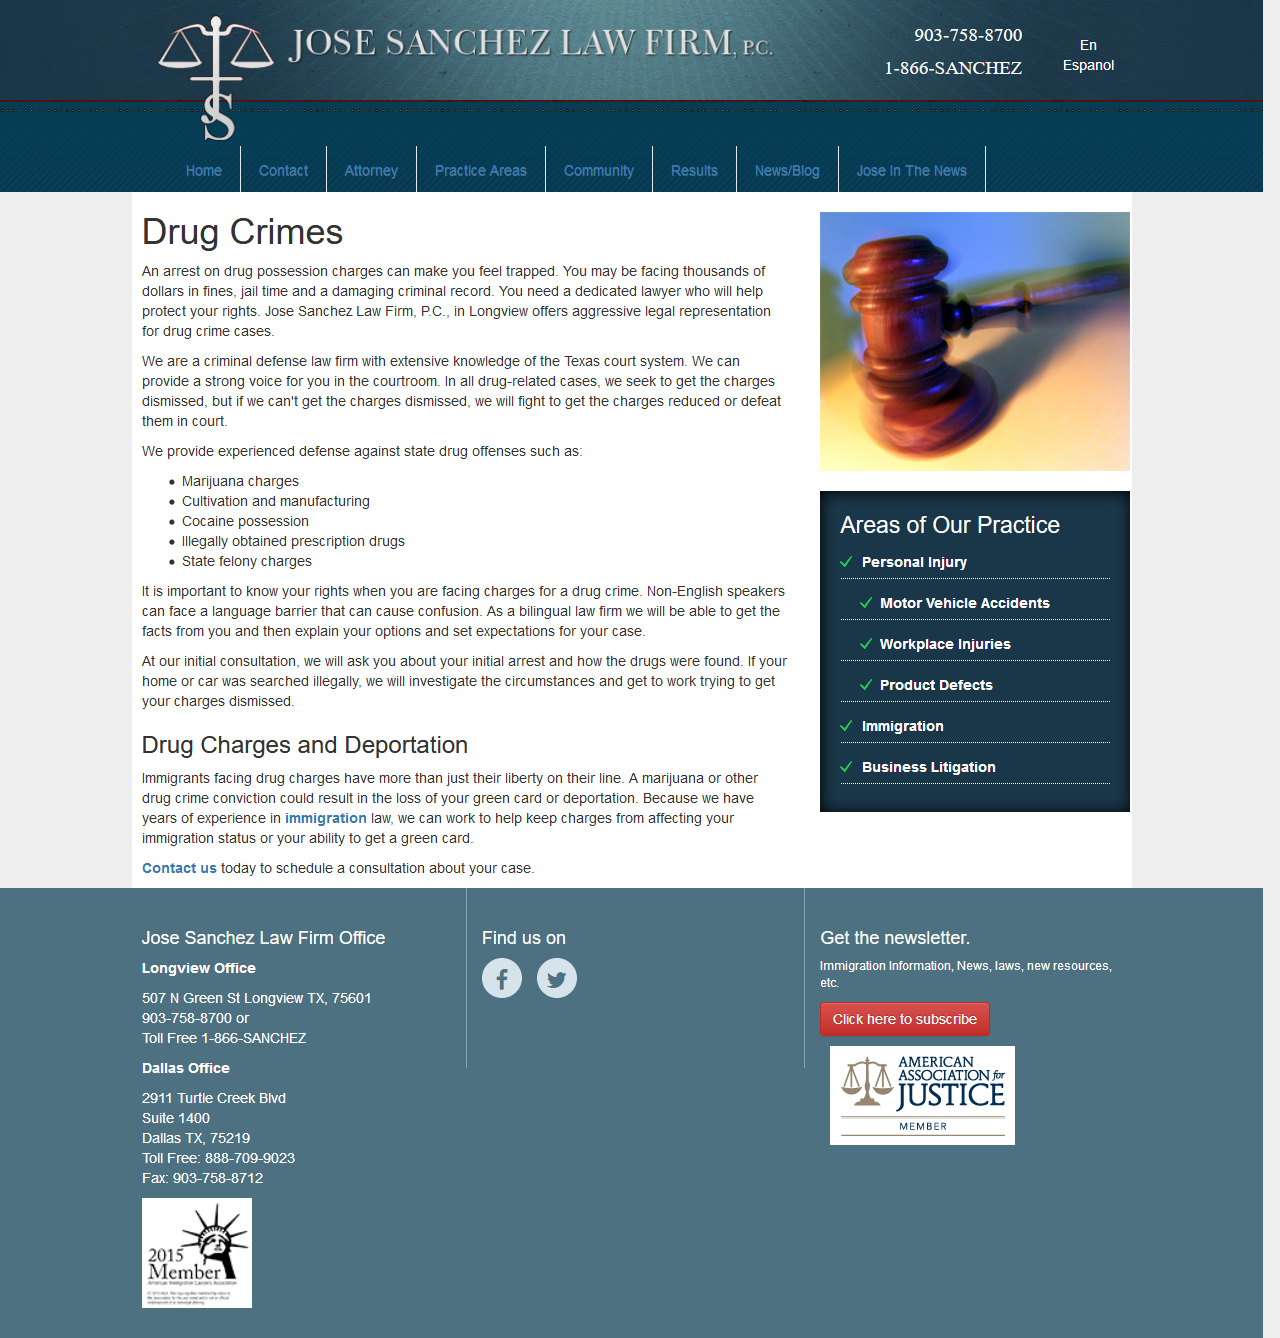 JOSE SANCHEZ LAW FIRM, P.C.
903-758-8700
1-866-SANCHEZ
En
Espanol
Home
Contact
Attorney
Practice Areas
Community
Results
News/Blog
Jose In The News
Drug Crimes
An arrest on drug possession charges can make you feel trapped. You may be facing thousands of
dollars in fines, jail time and a damaging criminal record. You need a dedicated lawyer who will help
protect your rights. Jose Sanchez Law Firm, P.C., in Longview offers aggressive legal representation
for drug crime cases.
We are a criminal defense law firm with extensive knowledge of the Texas court system. We can
provide a strong voice for you in the courtroom. In all drug-related cases, we seek to get the charges
dismissed, but if we can't get the charges dismissed, we will fight to get the charges reduced or defeat
them in court.
We provide experienced defense against state drug offenses such as:
Marijuana charges
Cultivation and manufacturing
Cocaine possession
Illegally obtained prescription drugs
State felony charges
It is important to know your rights when you are facing charges for a drug crime. Non-English speakers
can face a language barrier that can cause confusion. As a bilingual law firm we will be able to get the
facts from you and then explain your options and set expectations for your case.
At our initial consultation, we will ask you about your initial arrest and how the drugs were found. If your
home or car was searched illegally, we will investigate the circumstances and get to work trying to get
your charges dismissed.
Drug Charges and Deportation
Immigrants facing drug charges have more than just their liberty on their line. A marijuana or other
drug crime conviction could result in the loss of your green card or deportation. Because we have
years of experience in immigration law, we can work to help keep charges from affecting your
immigration status or your ability to get a green card.
Contact us today to schedule a consultation about your case.
Areas of Our Practice
Personal Injury
Motor Vehicle Accidents
Workplace Injuries
Product Defects
Immigration
Business Litigation
Jose Sanchez Law Firm Office
Longview Office
507 N Green St Longview TX, 75601
903-758-8700 or
Toll Free 1-866-SANCHEZ
Dallas Office
2911 Turtle Creek Blvd
Suite 1400
Dallas TX, 75219
Toll Free: 888-709-9023
Fax: 903-758-8712
2015
Member
American Immigration Lawyers Association
Find us on
Get the newsletter.
Immigration Information, News, laws, new resources,
etc.
Click here to subscribe
AMERICAN
ASSOCIATION for
JUSTICE
MEMBER